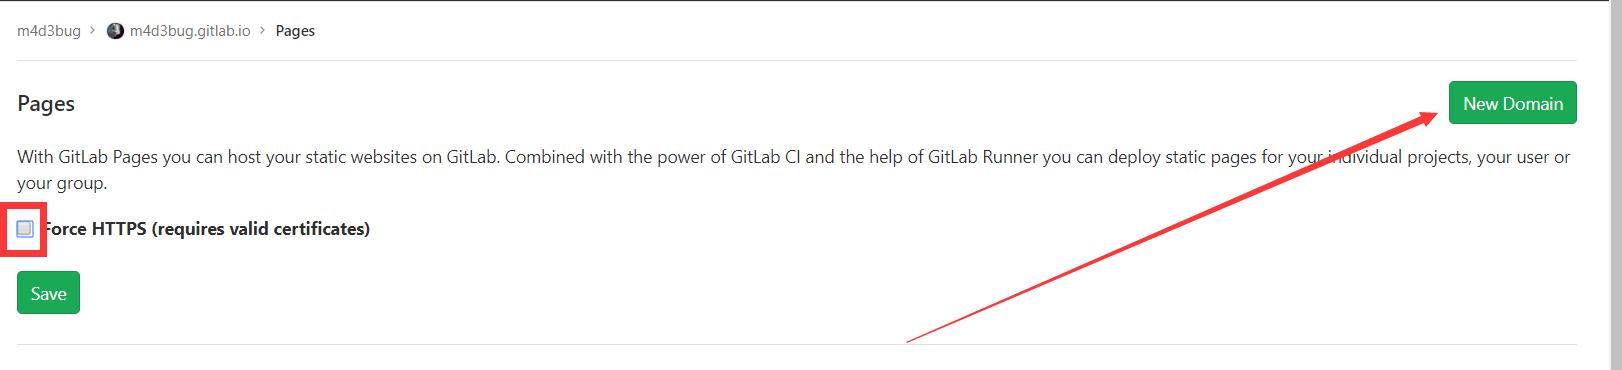 m4d3bug > m4d3bug.gitlab.io > Pages
Pages
New Domain
With GitLab Pages you can host your static websites on GitLab. Combined with the power of GitLab CI and the help of GitLab Runner you can deploy static pages for your individual projects, your user or
your group.
Force HTTPS (requires valid certificates)
Save